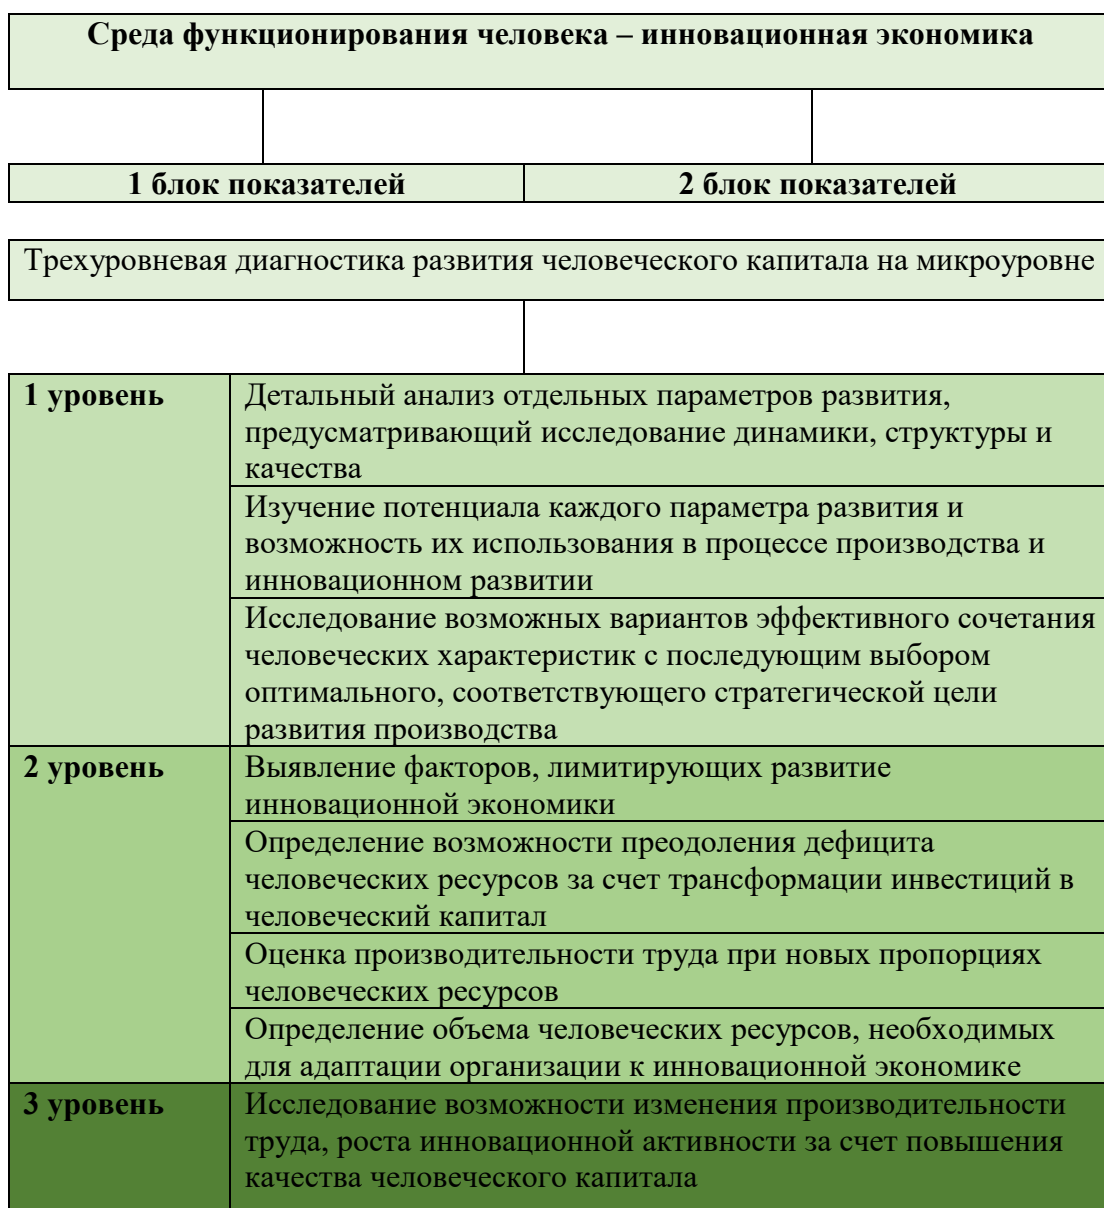 Среда функционирования человека – инновационная экономика
1 блок показателей
2 блок показателей
Трехуровневая диагностика развития человеческого капитала на микроуровне
1 уровень
Детальный анализ отдельных параметров развития,
предусматривающий исследование динамики, структуры и
качества
Изучение потенциала каждого параметра развития и
возможность их использования в процессе производства и
инновационном развитии
Исследование возможных вариантов эффективного сочетания
человеческих характеристик с последующим выбором
оптимального, соответствующего стратегической цели
развития производства
2 уровень
Выявление факторов, лимитирующих развитие
инновационной экономики
Определение возможности преодоления дефицита
человеческих ресурсов за счет трансформации инвестиций в
человеческий капитал
Оценка производительности труда при новых пропорциях
человеческих ресурсов
Определение объема человеческих ресурсов, необходимых
для адаптации организации к инновационной экономике
3 уровень
Исследование возможности изменения производительности
труда, роста инновационной активности за счет повышения
качества человеческого капитала